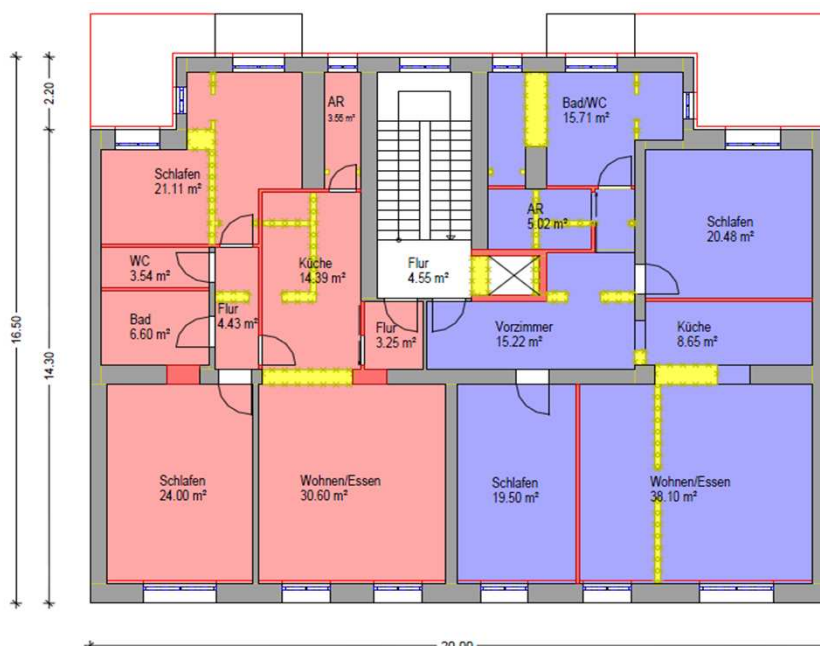 2.20
16.50
14.30
AR
3.55 m²
Bad/WC
15.71 m²
Schlafen
21.11 m²
AR
5.02 m²
Schlafen
20.48 m²
WC
3.54 m²
Küche
14.39 m²
Flur
4.55 m²
Bad
6.60 m²
Flur
4.43 m²
Flur
3.25 m²
Vorzimmer
15.22 m²
Küche
8.65 m²
Schlafen
24.00 m²
Wohnen/Essen
30.60 m²
Schlafen
19.50 m²
Wohnen/Essen
38.10 m²